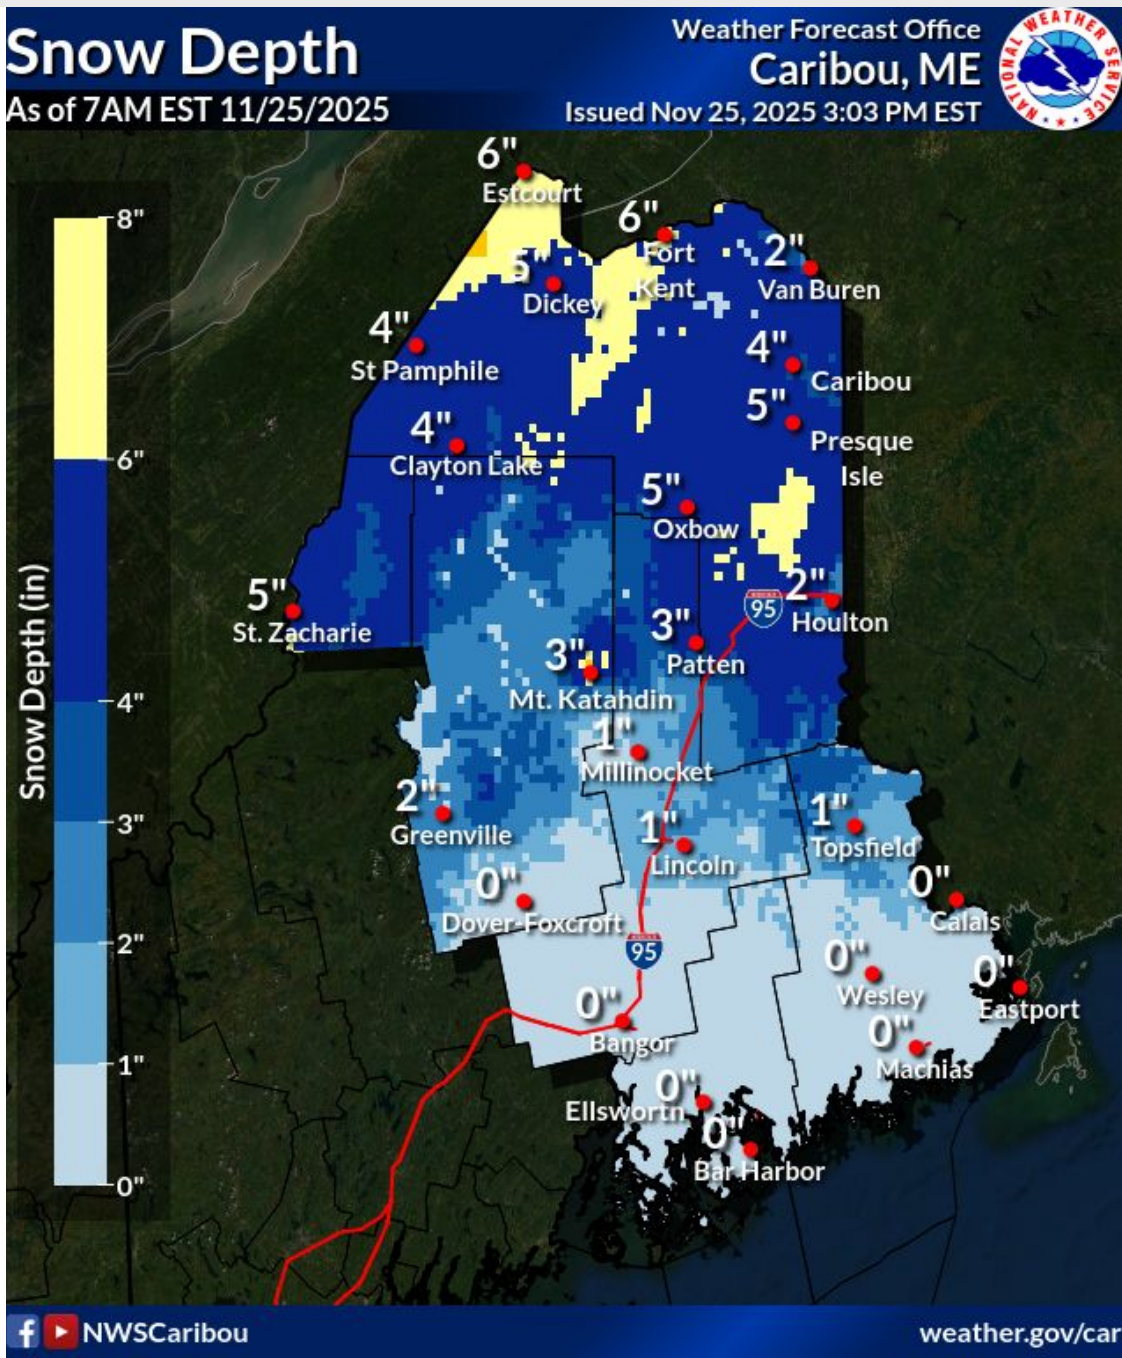 Snow Depth
As of 7AM EST 11/25/2025
Weather Forecast Office
Caribou, ME
Issued Nov 25, 2025 3:03 PM EST
NATIONAL WEATHER SERVICE
Snow Depth (in)
8"
6"
4"
3"
2"
1"
0"
6"
Estcourt
6"
Fort
Kent
2"
Van Buren
5"
Dickey
4"
St Pamphile
4"
Caribou
5"
Presque
Isle
4"
Clayton Lake
5"
Oxbow
5"
St. Zacharie
95
2"
Houlton
3"
Patten
3"
Mt. Katahdin
1"
Millinocket
2"
Greenville
1"
Lincoln
1"
Topsfield
0"
Dover-Foxcroft
0"
Calais
95
0"
Wesley
0"
Eastport
0"
Bangor
0"
Machias
0"
Ellsworth
0"
Bar Harbor
NWSCaribou
weather.gov/car